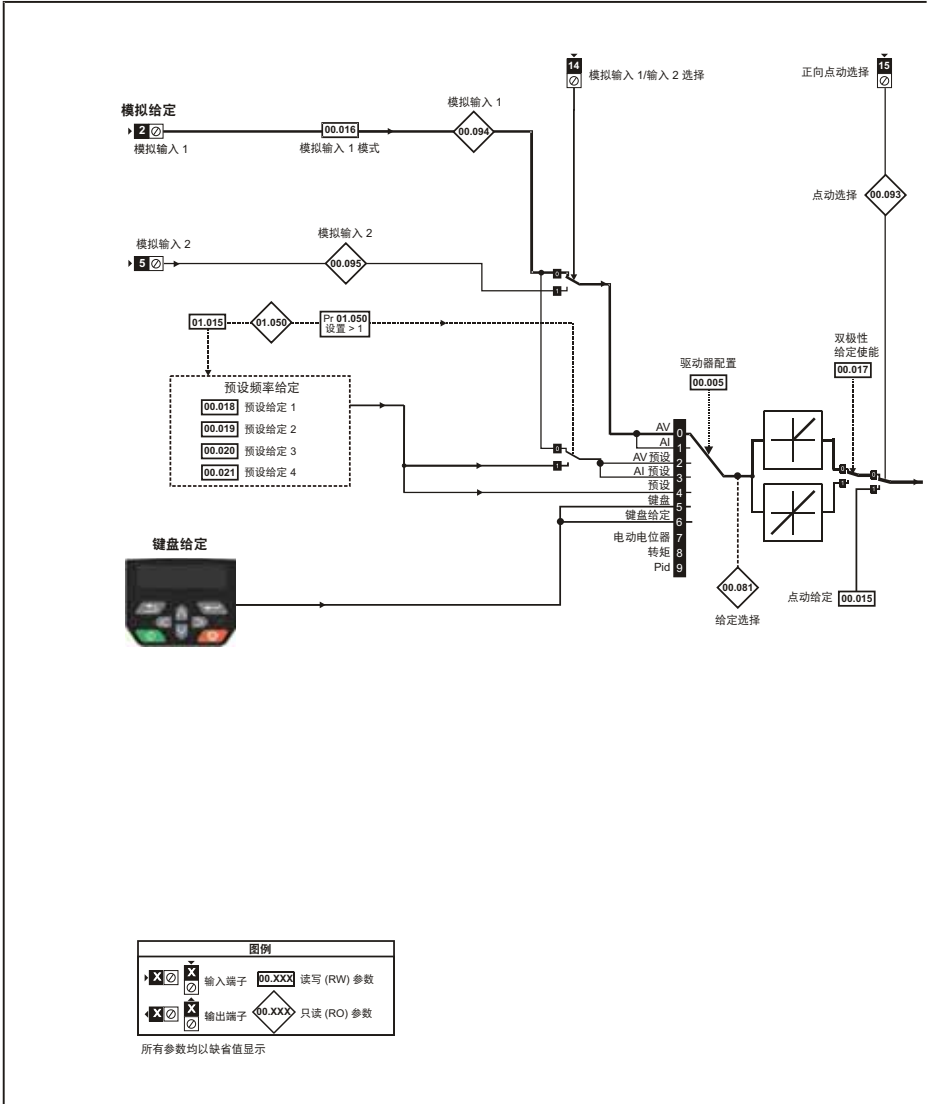 14
模拟输入 1/输入 2 选择
正向点动选择
15
模拟给定
模拟输入 1
2
00.016
00.094
模拟输入 1
模拟输入 1 模式
点动选择
00.093
模拟输入 2
模拟输入 2
5
00.095
0
1
01.015
01.050
Pr 01.050
设置 > 1
双极性
给定使能
驱动器配置
00.017
00.005
预设频率给定
00.018 预设给定 1
00.019 预设给定 2
00.020 预设给定 3
00.021 预设给定 4
0
1
AV 0
AI 1
AV 预设 2
AI 预设 3
预设 4
键盘 5
键盘给定 6
电动电位器 7
转矩 8
Pid 9
0
1
0
1
键盘给定
00.081
给定选择
点动给定 00.015
图例
X X 输入端子 00.XXX 读写 (RW) 参数
X X 输出端子 00.XXX 只读 (RO) 参数
所有参数均以缺省值显示